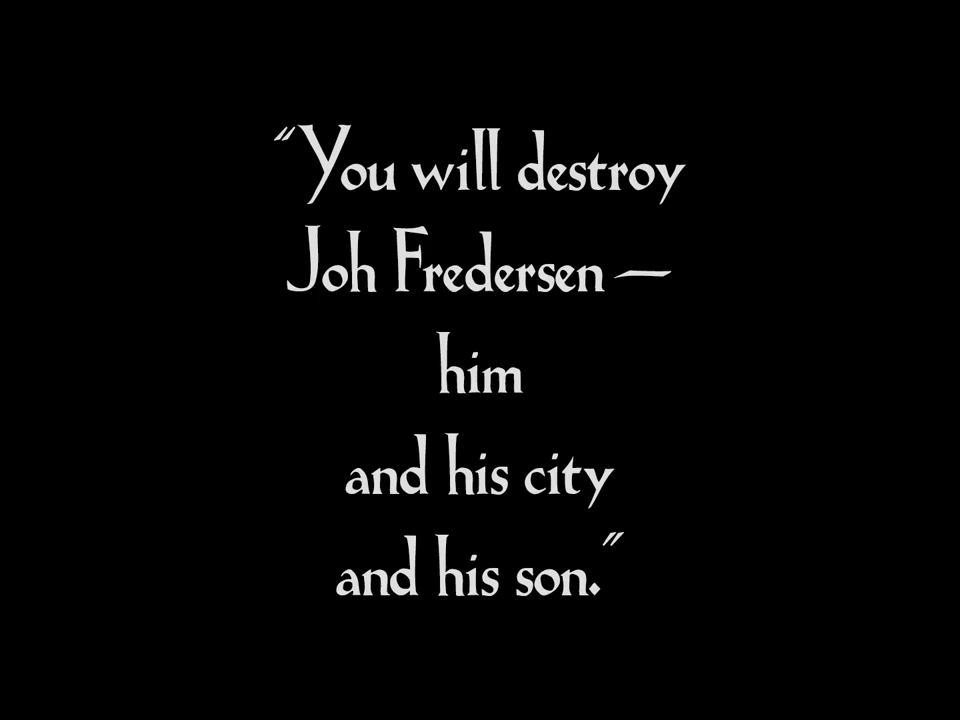 "You will destroy
Joh Fredersen—
him
and his city
and his son."